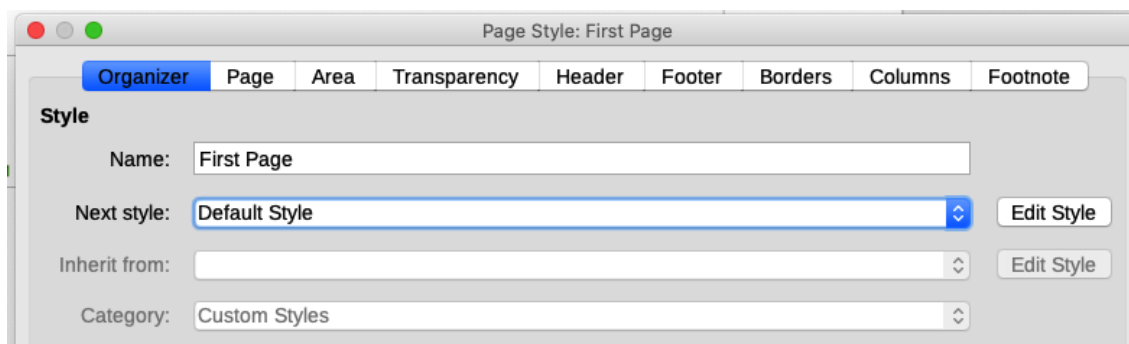 Page Style: First Page
Organizer Page Area Transparency Header Footer Borders Columns Footnote
Style
Name: First Page
Next style: Default Style Edit Style
Inherit from: Edit Style
Category: Custom Styles